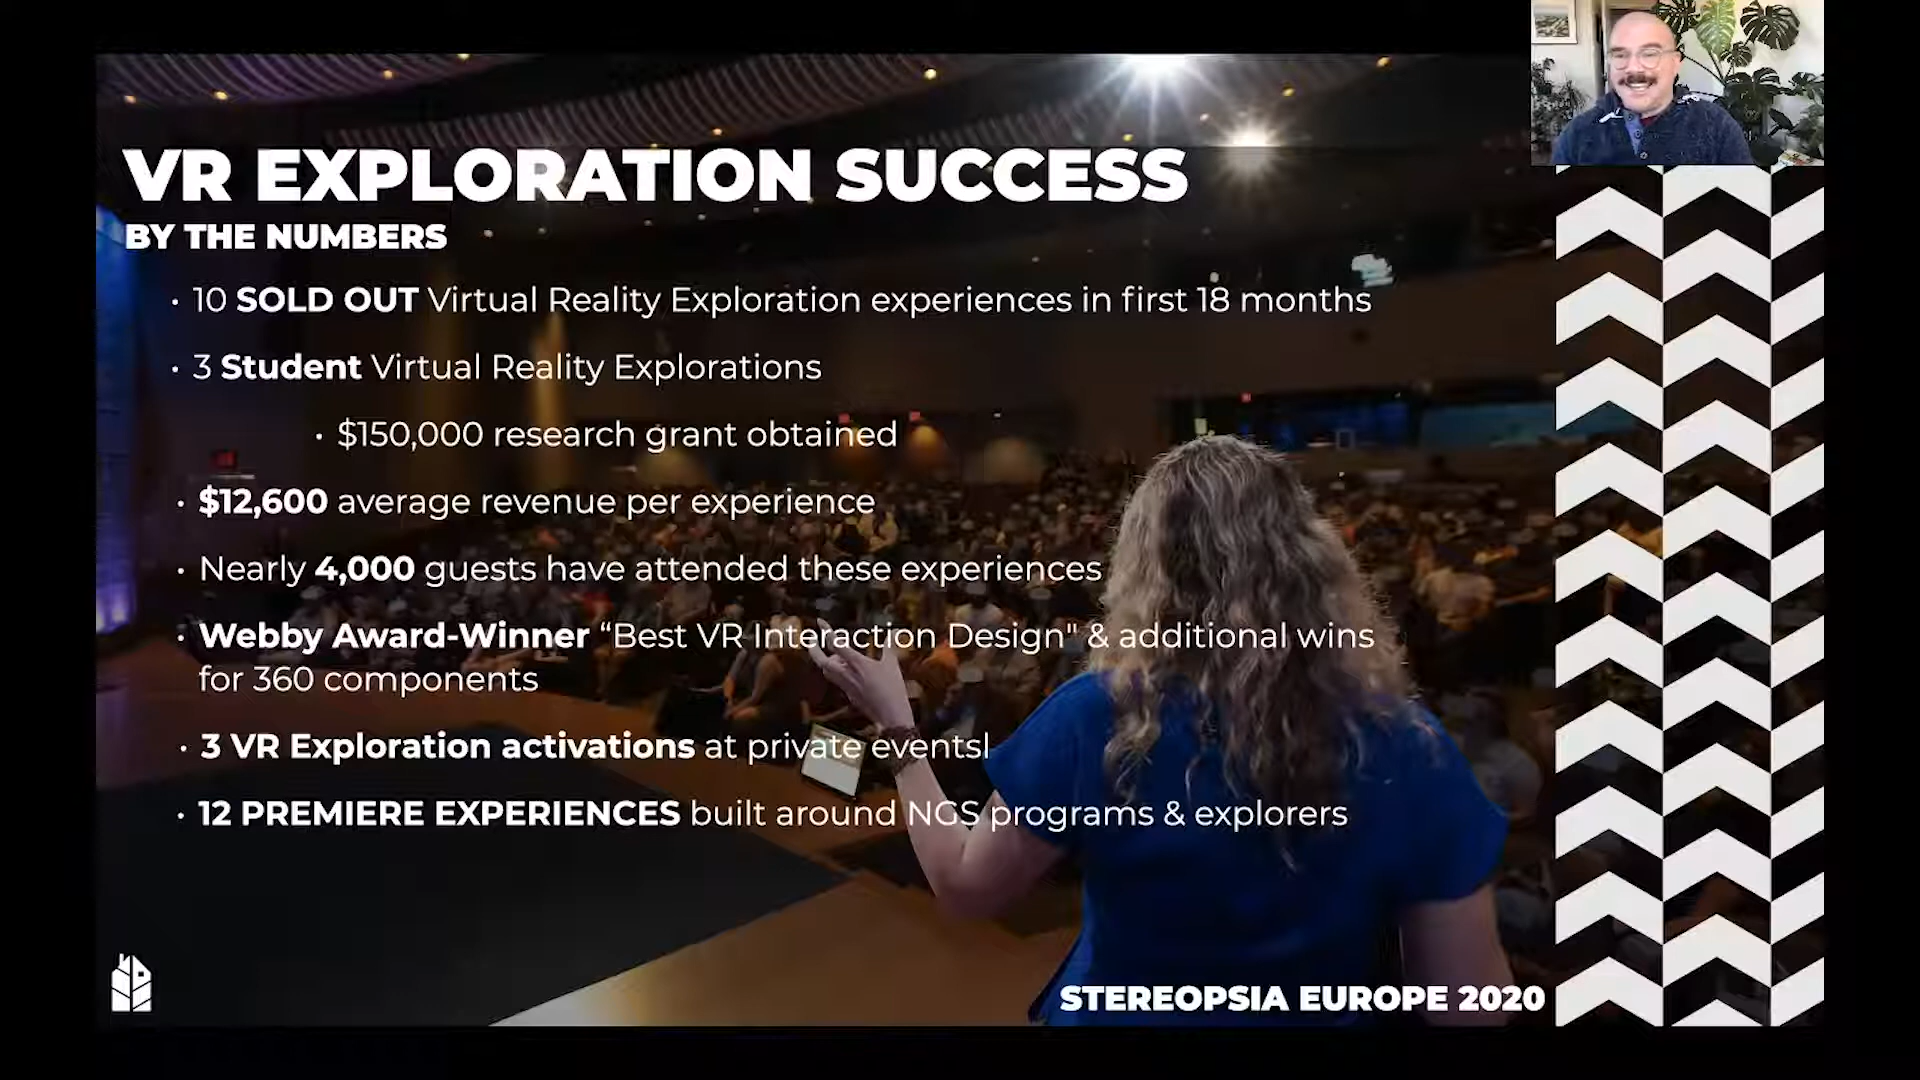 VR EXPLORATION SUCCESS
BY THE NUMBERS
• 10 SOLD OUT Virtual Reality Exploration experiences in first 18 months
• 3 Student Virtual Reality Explorations
• $150,000 research grant obtained
• $12,600 average revenue per experience
• Nearly 4,000 guests have attended these experiences
• Webby Award-Winner “Best VR Interaction Design" & additional wins
for 360 components
• 3 VR Exploration activations at private eventsl
• 12 PREMIERE EXPERIENCES built around NGS programs & explorers
STEREOPSIA EUROPE 2020